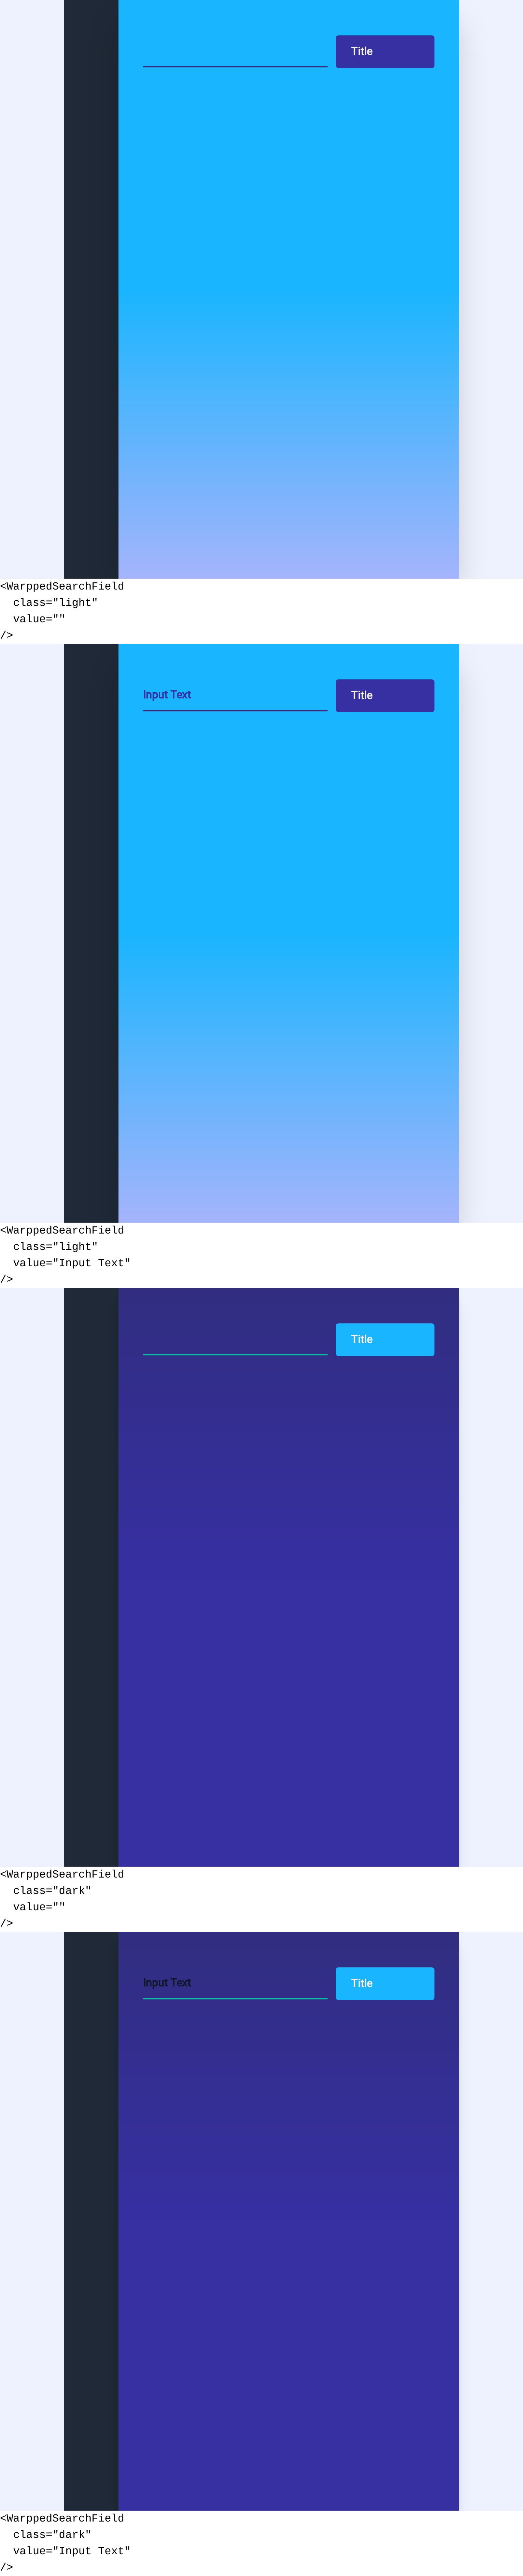 Title
<WarppedSearchField
class="light"
value=""
/>
Input Text Title
<WarppedSearchField
class="light"
value="Input Text"
/>
Title
<WarppedSearchField
class="dark"
value=""
/>
Input Text Title
<WarppedSearchField
class="dark"
value="Input Text"
/>